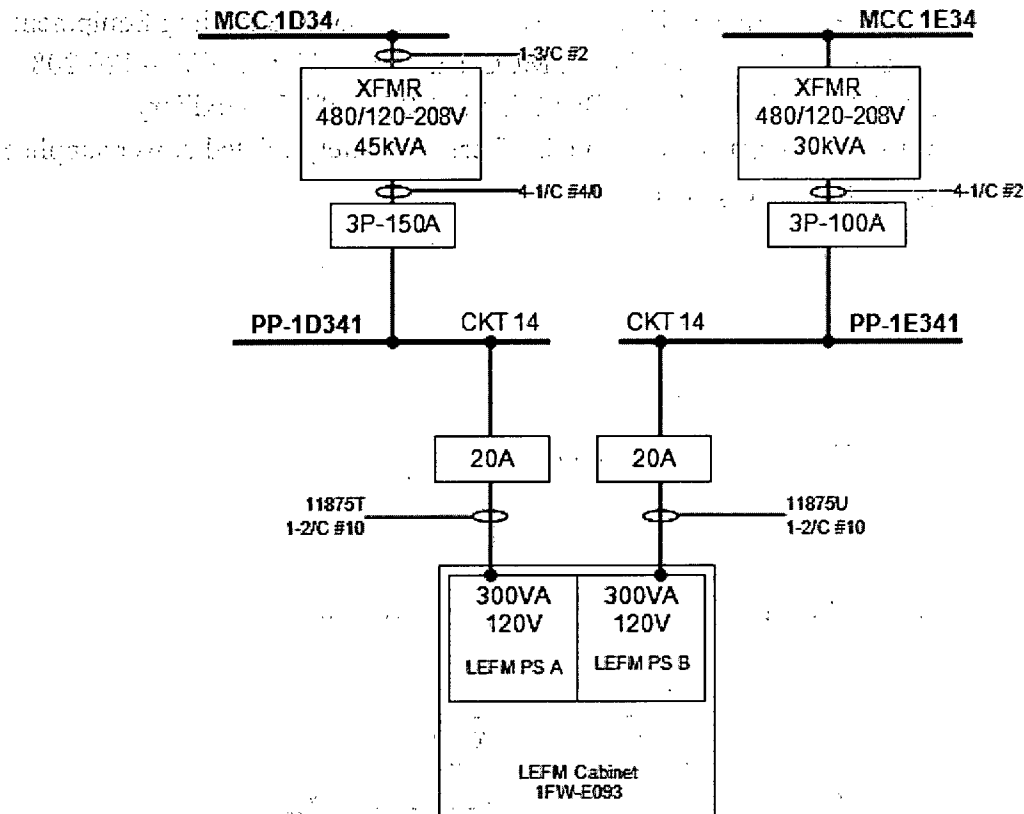 MCC 1D34
MCC 1E34
1-3/C #2
XFMR
480/120-208V
45kVA
XFMR
480/120-208V
30kVA
4-1/C #4/0
4-1/C #2
3P-150A
3P-100A
PP-1D341
CKT 14
CKT 14
PP-1E341
20A
20A
11875T
1-2/C #10
11875U
1-2/C #10
300VA
120V
LEFM PS A
300VA
120V
LEFM PS B
LEFM Cabinet
1FW-E093